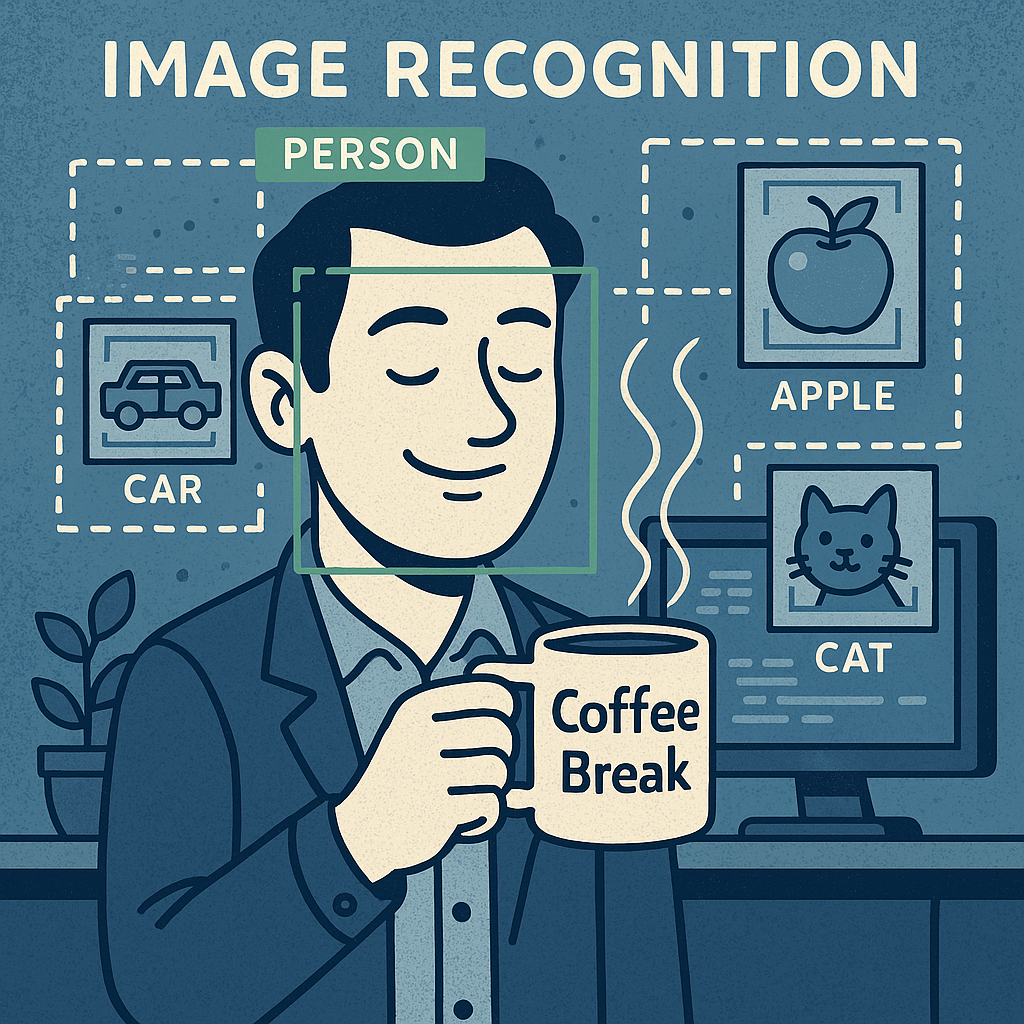 IMAGE RECOGNITION
PERSON
APPLE
CAR
CAT
Coffee
Break